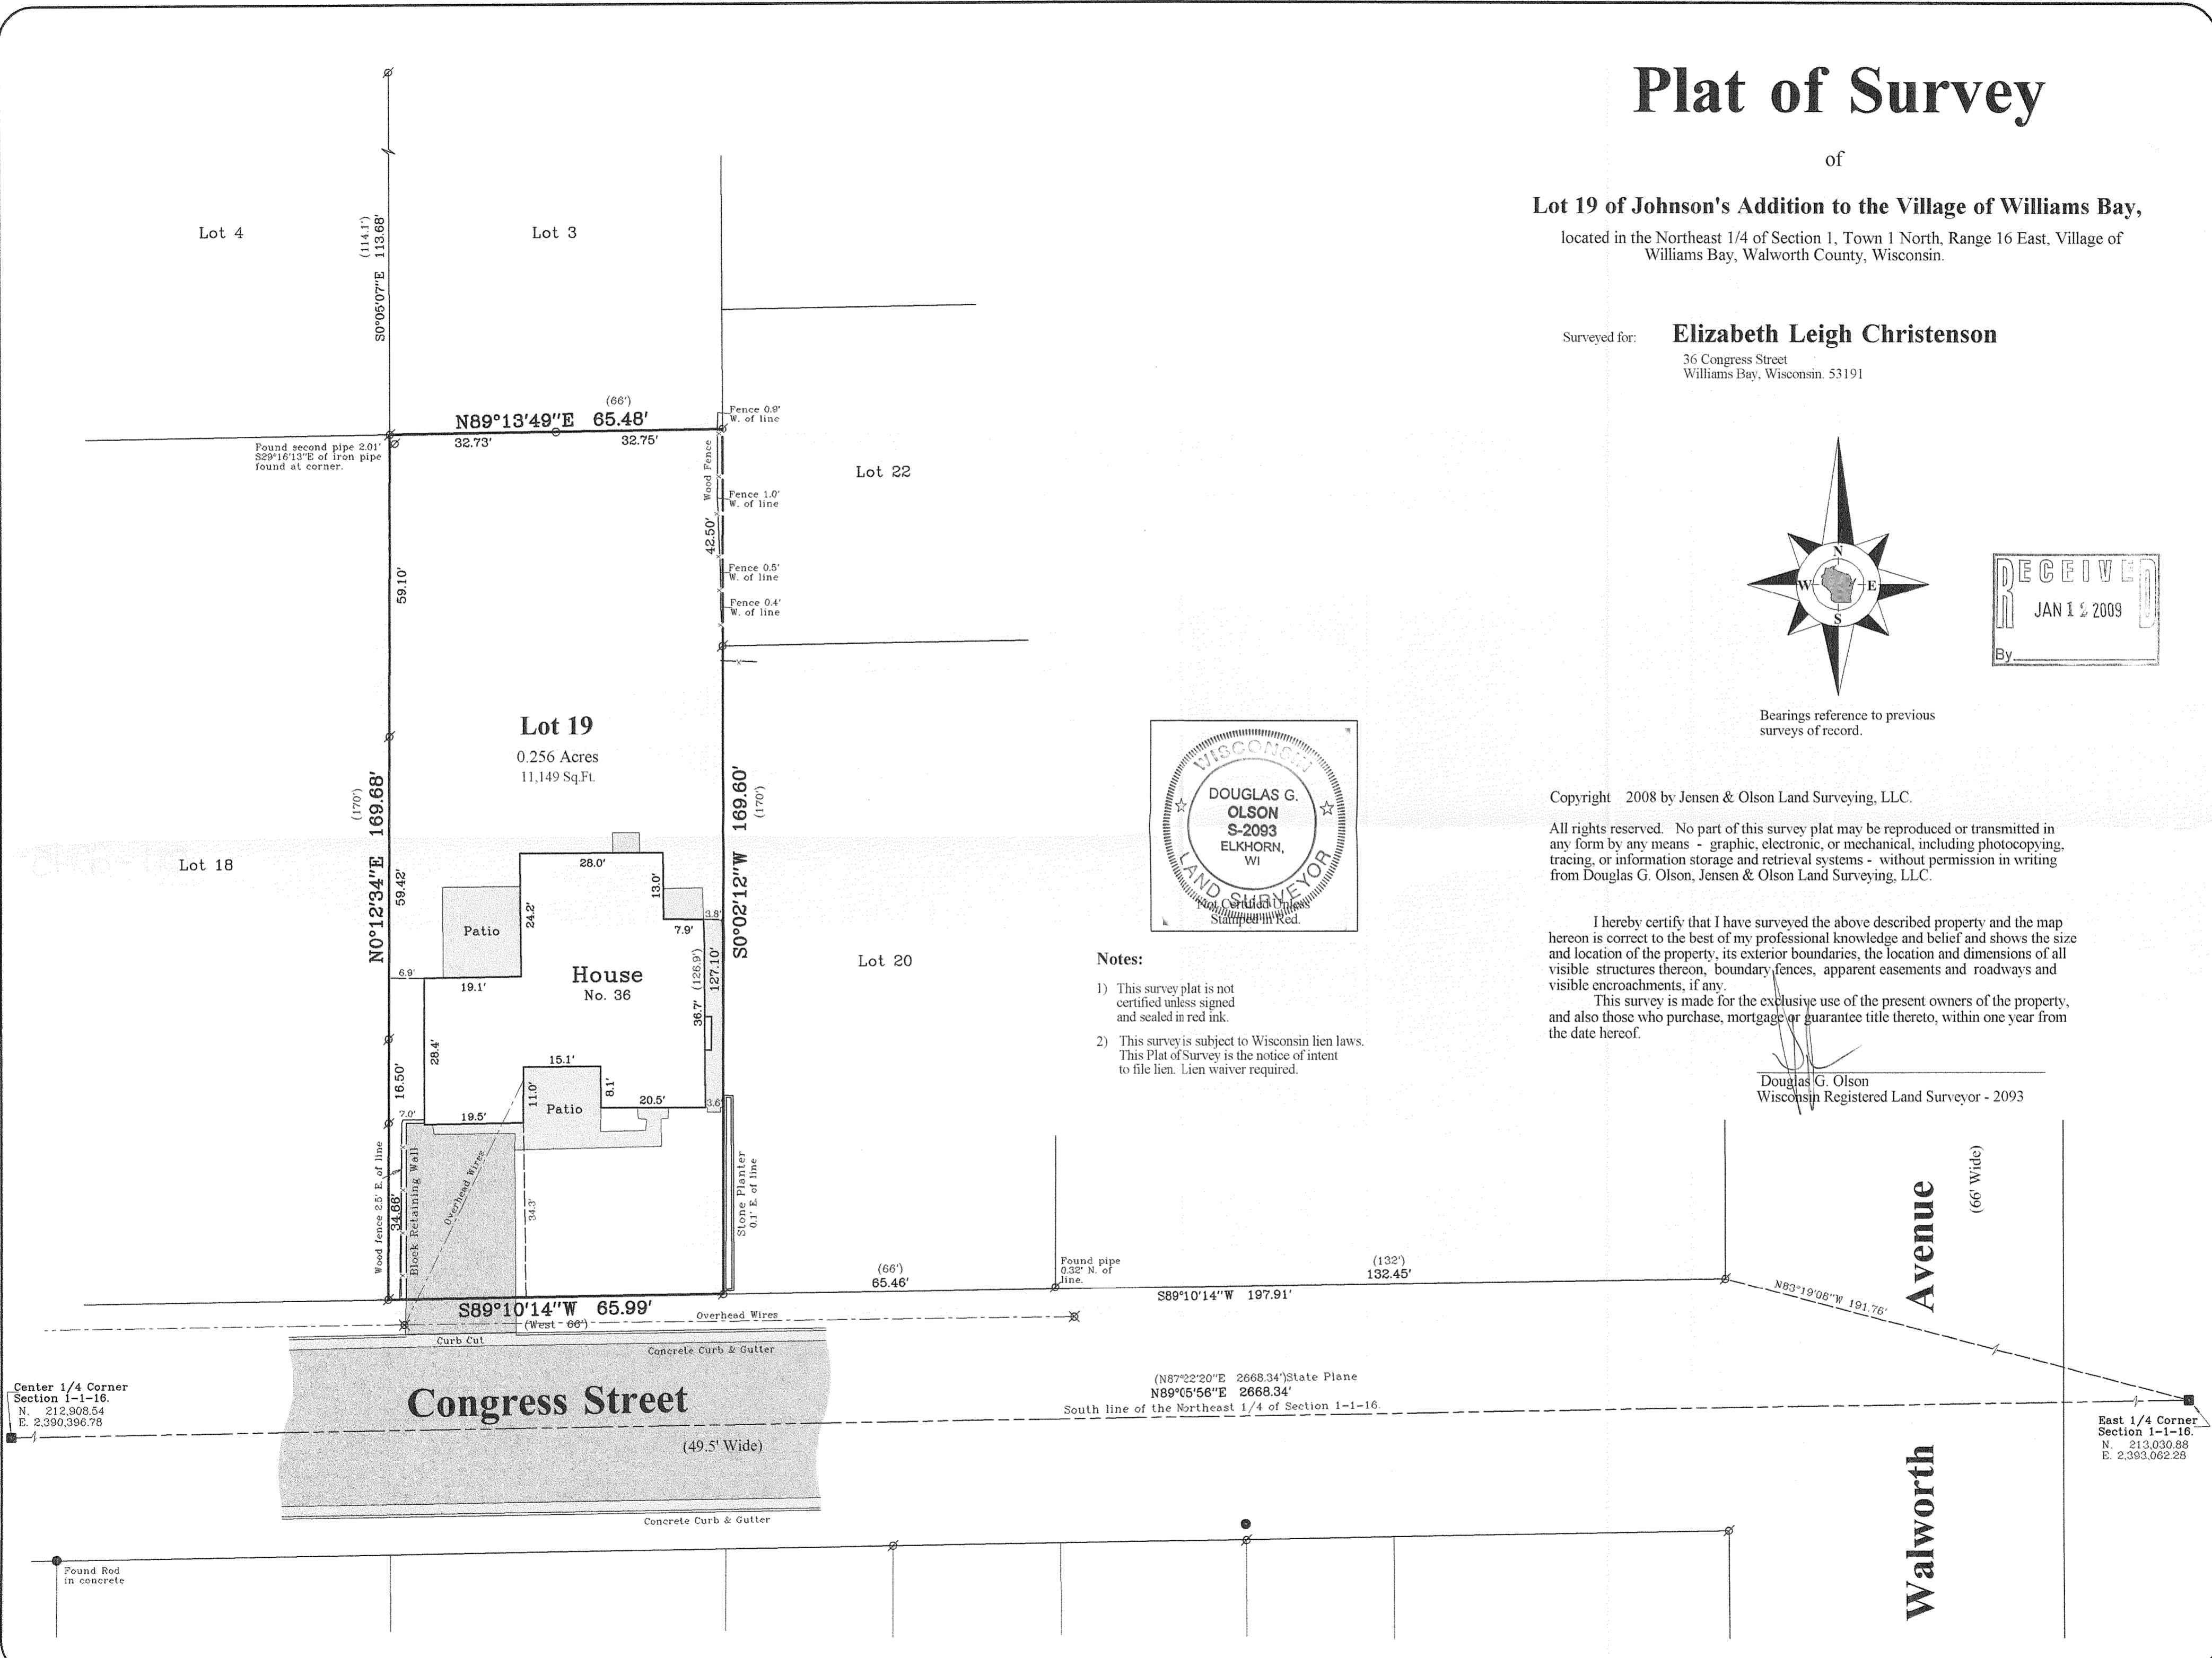 Plat of Survey
of
Lot 19 of Johnson's Addition to the Village of Williams Bay,
located in the Northeast 1/4 of Section 1, Town 1 North, Range 16 East, Village of
Williams Bay, Walworth County, Wisconsin.
Surveyed for:
Elizabeth Leigh Christenson
36 Congress Street
Williams Bay, Wisconsin. 53191
N
W
E
S
RECEIVED
JAN 12 2009
By
Bearings reference to previous
surveys of record.
Copyright 2008 by Jensen & Olson Land Surveying, LLC.
All rights reserved. No part of this survey plat may be reproduced or transmitted in
any form by any means - graphic, electronic, or mechanical, including photocopying,
tracing, or information storage and retrieval systems - without permission in writing
from Douglas G. Olson, Jensen & Olson Land Surveying, LLC.
I hereby certify that I have surveyed the above described property and the map
hereon is correct to the best of my professional knowledge and belief and shows the size
and location of the property, its exterior boundaries, the location and dimensions of all
visible structures thereon, boundary fences, apparent easements and roadways and
visible encroachments, if any.
This survey is made for the exclusive use of the present owners of the property,
and also those who purchase, mortgage or guarantee title thereto, within one year from
the date hereof.
Douglas G. Olson
Wisconsin Registered Land Surveyor - 2093
WISCONSIN
DOUGLAS G.
OLSON
S-2093
ELKHORN,
WI
LAND SURVEYOR
Not Certified Unless
Stamped in Red.
Notes:
1) This survey plat is not
certified unless signed
and sealed in red ink.
2) This survey is subject to Wisconsin lien laws.
This Plat of Survey is the notice of intent
to file lien. Lien waiver required.
Lot 4
Lot 3
(114.1')
S0°05'07"E 113.68'
(66')
N89°13'49"E 65.48'
32.73'
32.75'
Found second pipe 2.01'
S29°16'13"E of iron pipe
found at corner.
Fence 0.9'
W. of line
Wood Fence
Fence 1.0'
W. of line
42.50'
Fence 0.5'
W. of line
Fence 0.4'
W. of line
Lot 22
59.10'
Lot 19
0.256 Acres
11,149 Sq.Ft.
(170')
N0°12'34"E 169.68'
S0°02'12"W 169.60'
(170')
Lot 18
Lot 20
59.42'
28.0'
13.0'
24.2'
Patio
3.8'
7.9'
6.9'
19.1'
House
No. 36
36.7'
(126.9')
127.10'
28.4'
16.50'
15.1'
11.0'
8.1'
Patio
20.5'
3.6'
7.0'
19.5'
Wood fence 2.5' E. of line
34.66'
Block Retaining Wall
Overhead Wires
34.3'
Stone Planter
0.1' E. of line
S89°10'14"W 65.99'
(West - 66')
Overhead Wires
(66')
65.46'
Found pipe
0.32' N. of
line.
(132')
132.45'
S89°10'14"W 197.91'
N83°19'06"W 191.76'
Walworth Avenue
(66' Wide)
Curb Cut
Concrete Curb & Gutter
Congress Street
(49.5' Wide)
Concrete Curb & Gutter
Center 1/4 Corner
Section 1-1-16.
N. 212,908.54
E. 2,390,396.78
(N87°22'20"E 2668.34')State Plane
N89°05'56"E 2668.34'
South line of the Northeast 1/4 of Section 1-1-16.
East 1/4 Corner
Section 1-1-16.
N. 213,030.88
E. 2,393,062.28
Found Rod
in concrete